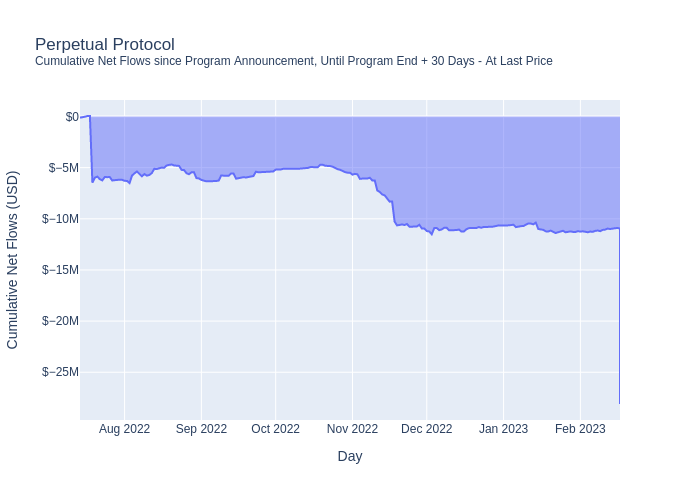 Perpetual Protocol
Cumulative Net Flows since Program Announcement, Until Program End + 30 Days - At Last Price
Cumulative Net Flows (USD)
$0
$−5M
$−10M
$−15M
$−20M
$−25M
Aug 2022
Sep 2022
Oct 2022
Nov 2022
Dec 2022
Jan 2023
Feb 2023
Day